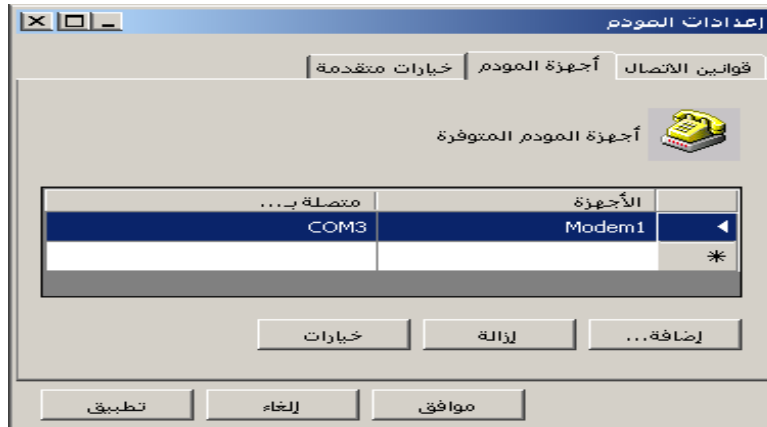 إعدادات المودم
قوانين الاتصال أجهزة المودم خيارات متقدمة
أجهزة المودم المتوفرة
الأجهزة متصلة بـ...
Modem1 COM3
إضافة... إزالة خيارات
موافق إلغاء تطبيق